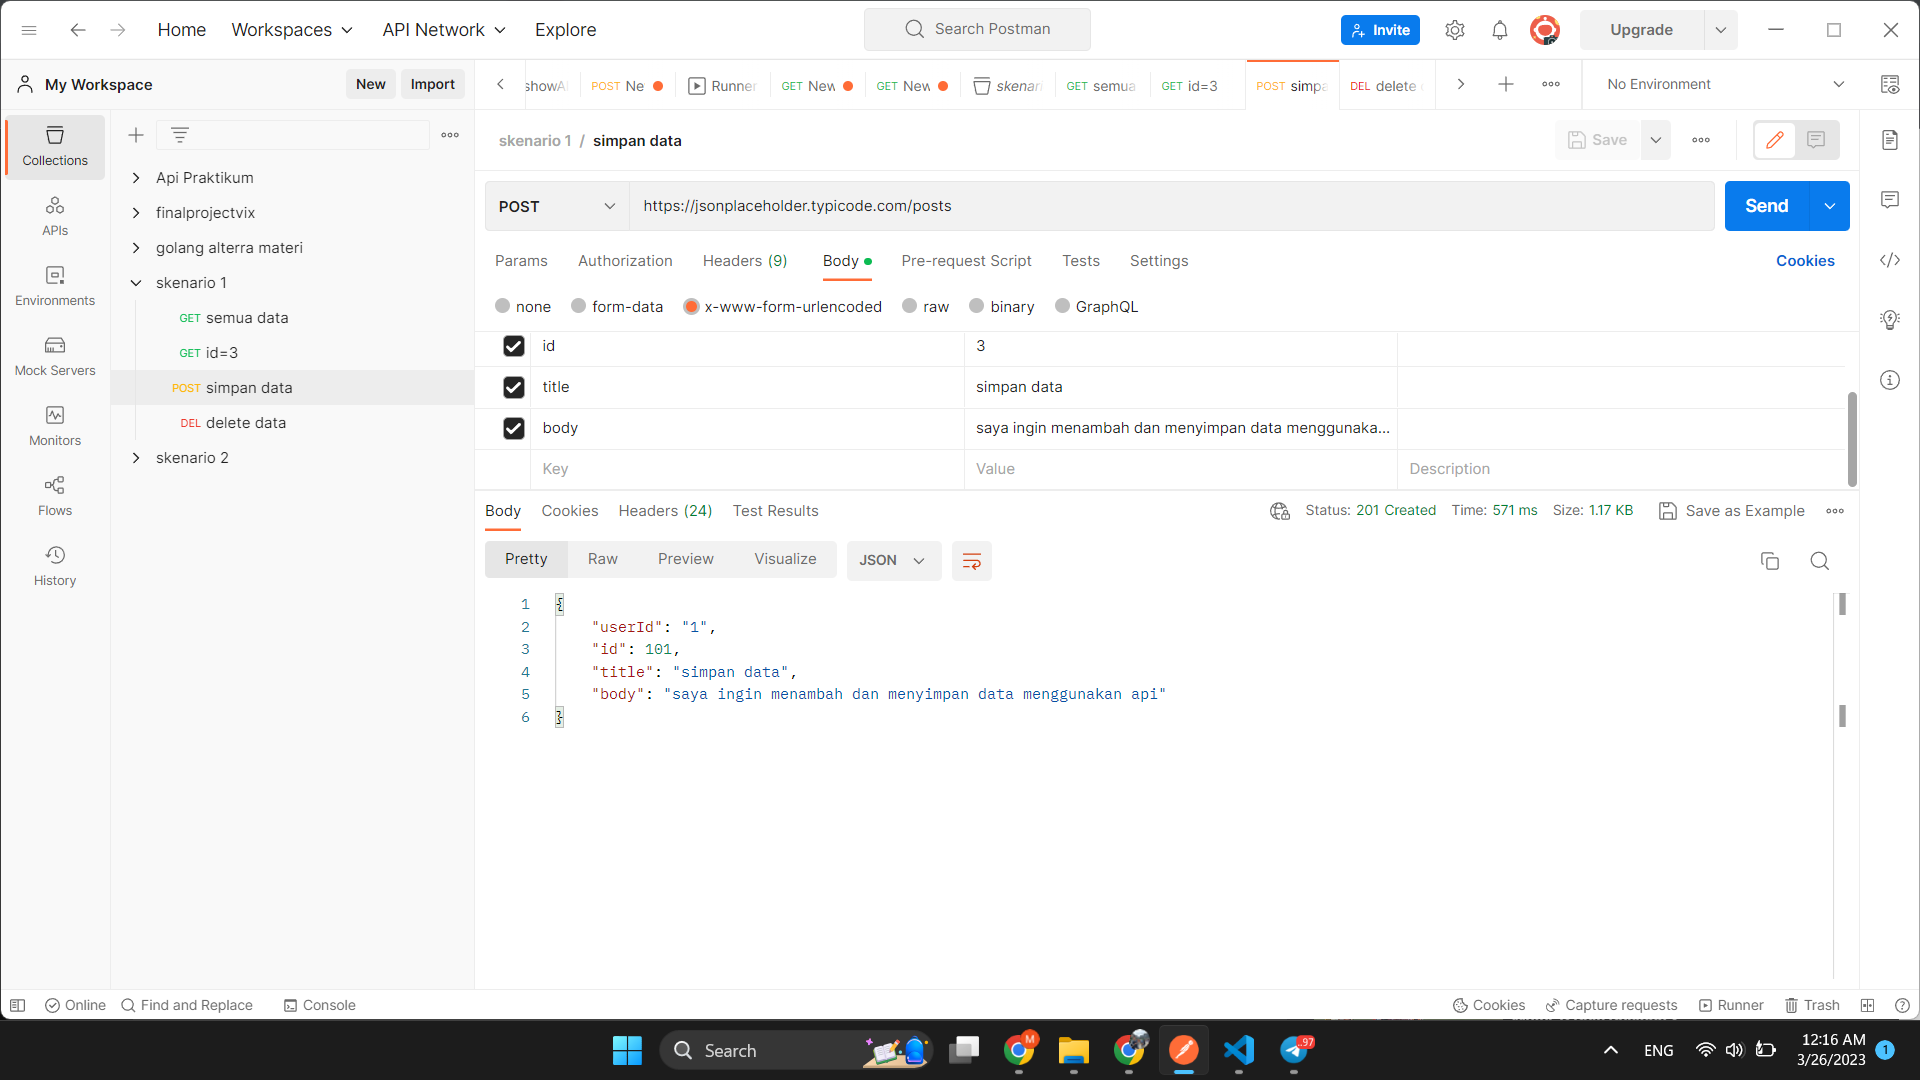 Home
Workspaces
API Network
Explore
Search Postman
Invite
Upgrade
My Workspace
New
Import
showA
POST Ne
Runner
GET New
GET New
skenar
GET semua
GET id=3
POST simpa
DEL delete
No Environment
Collections
APIs
Environments
Mock Servers
Monitors
Flows
History
Api Praktikum
finalprojectvix
golang alterra materi
skenario 1
GET semua data
GET id=3
POST simpan data
DEL delete data
skenario 2
skenario 1 / simpan data
Save
POST
https://jsonplaceholder.typicode.com/posts
Send
Params
Authorization
Headers (9)
Body
Pre-request Script
Tests
Settings
Cookies
none
form-data
x-www-form-urlencoded
raw
binary
GraphQL
id
3
title
simpan data
body
saya ingin menambah dan menyimpan data menggunaka...
Key
Value
Description
Body
Cookies
Headers (24)
Test Results
Status: 201 Created
Time: 571 ms
Size: 1.17 KB
Save as Example
Pretty
Raw
Preview
Visualize
JSON
1 {
2 "userId": "1",
3 "id": 101,
4 "title": "simpan data",
5 "body": "saya ingin menambah dan menyimpan data menggunakan api"
6 }
Online
Find and Replace
Console
Cookies
Capture requests
Runner
Trash
Search
M
97
ENG
12:16 AM
3/26/2023
1